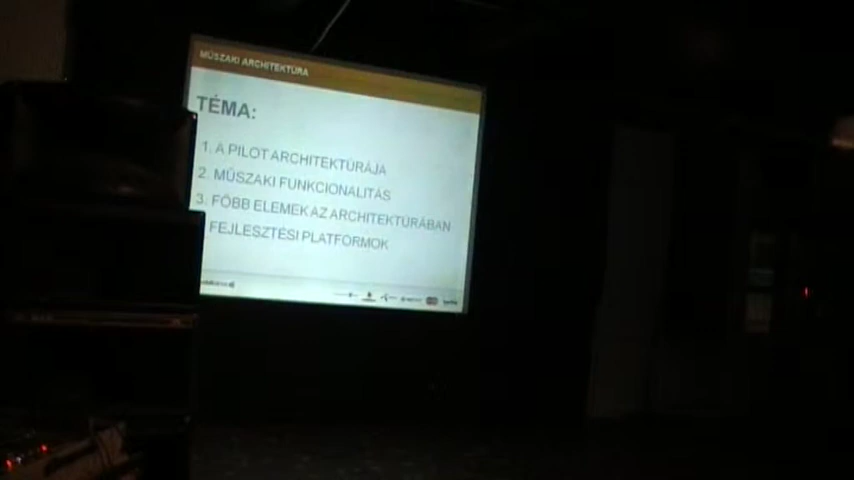 MŰSZAKI ARCHITEKTÚRA
TÉMA:
1. A PILOT ARCHITEKTÚRÁJA
2. MŰSZAKI FUNKCIONALITÁS
3. FŐBB ELEMEK AZ ARCHITEKTÚRÁBAN
FEJLESZTÉSI PLATFORMOK